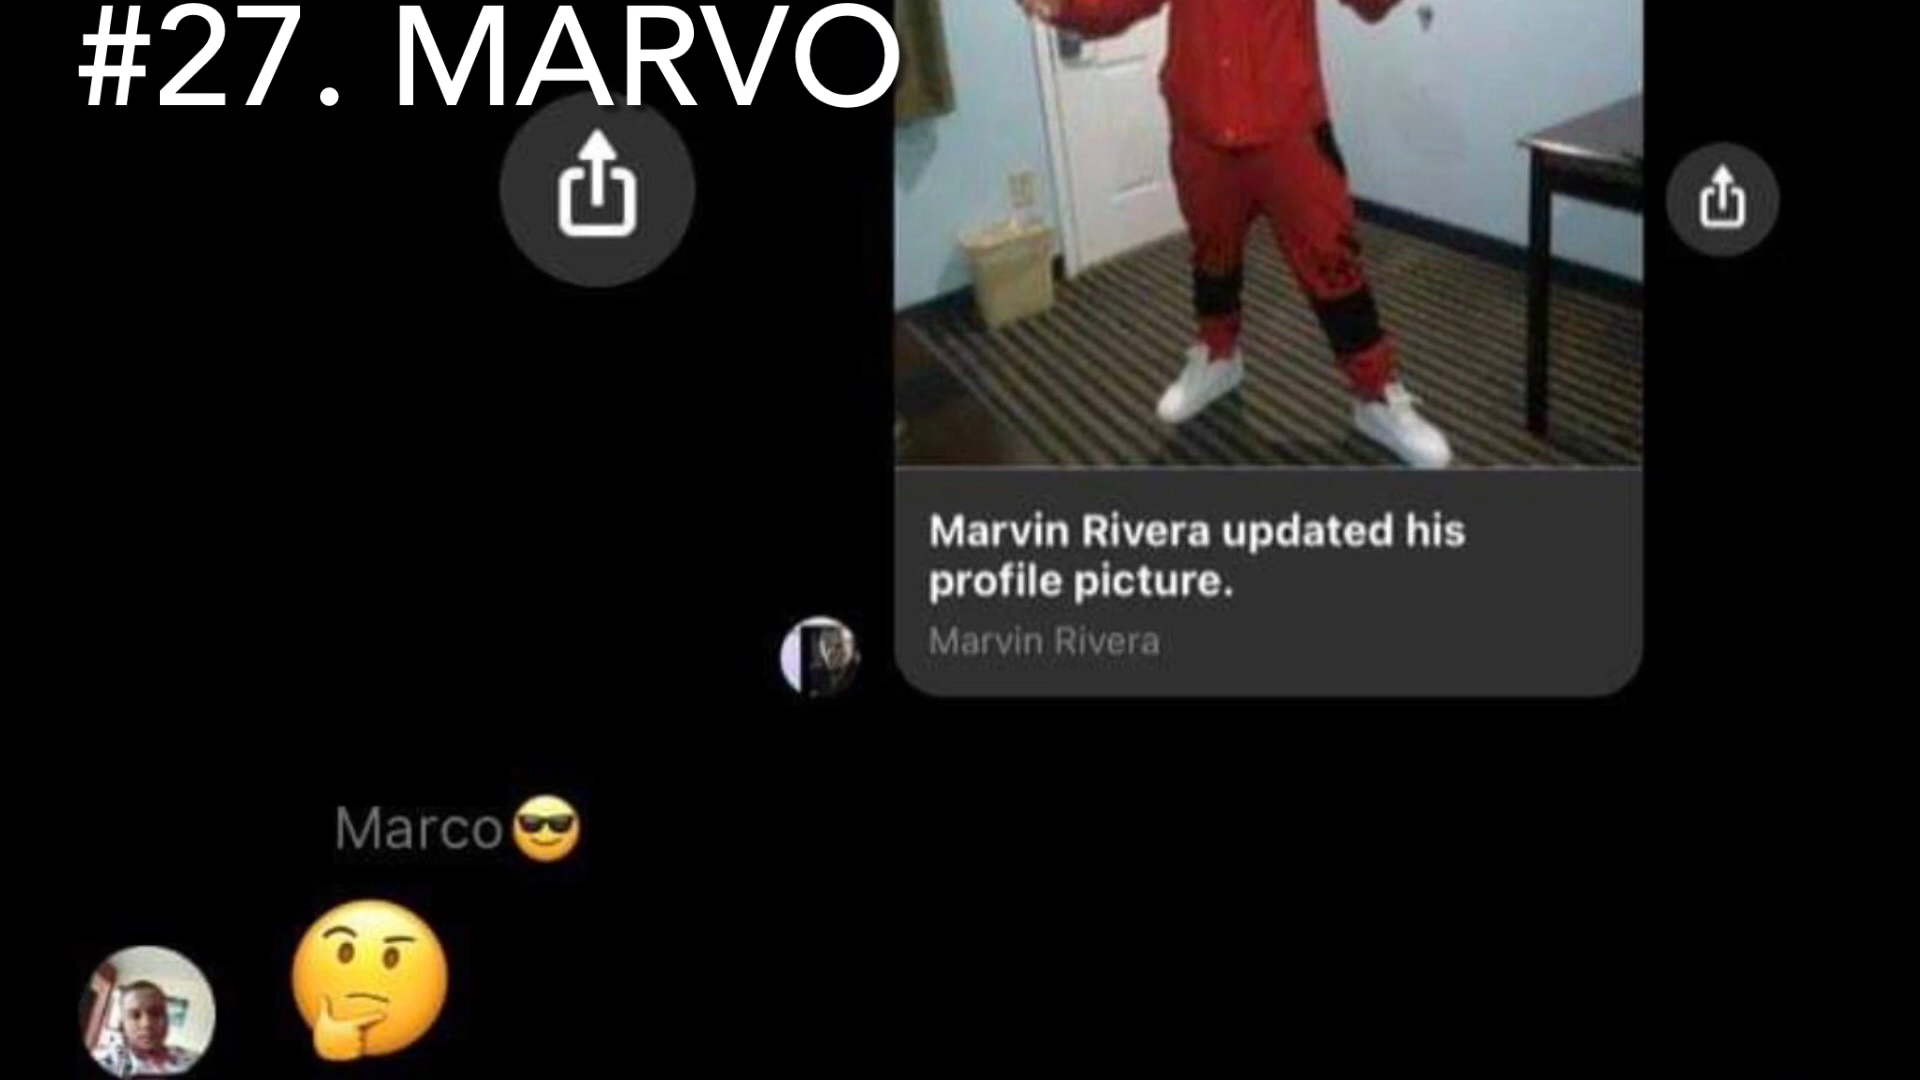 #27. MARVO
Marvin Rivera updated his
profile picture.
Marvin Rivera
Marco😎
🤔